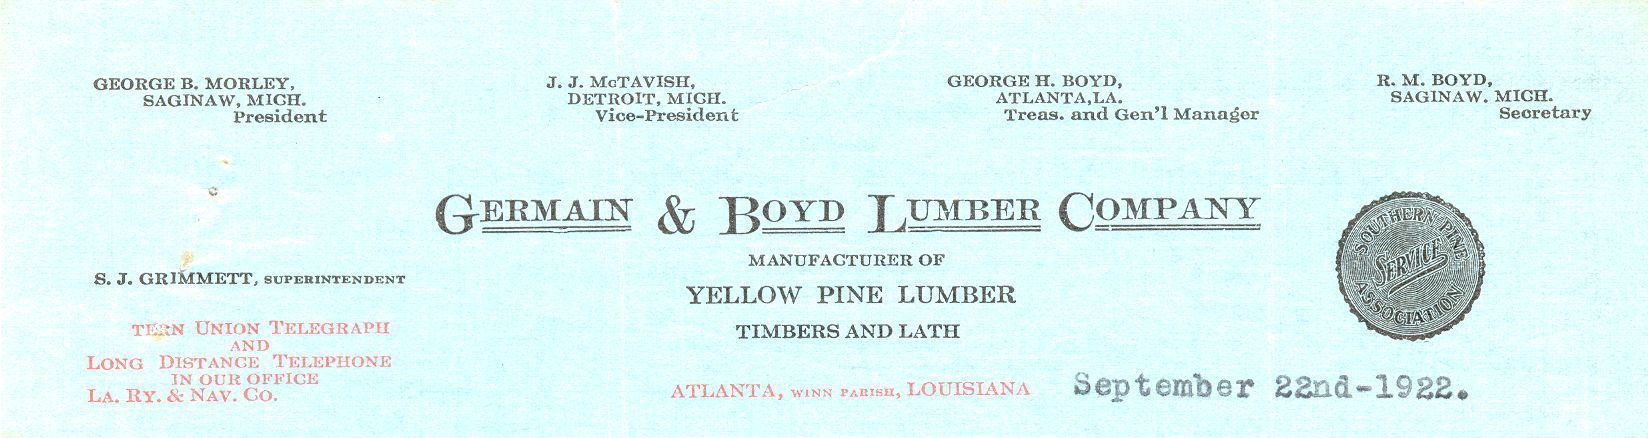 GEORGE B. MORLEY,
SAGINAW, MICH.
President
J. J. McTAVISH,
DETROIT, MICH.
Vice-President
GEORGE H. BOYD,
ATLANTA, LA.
Treas. and Gen'l Manager
R. M. BOYD,
SAGINAW. MICH.
Secretary
GERMAIN & BOYD LUMBER COMPANY
MANUFACTURER OF
YELLOW PINE LUMBER
TIMBERS AND LATH
S. J. GRIMMETT, SUPERINTENDENT
TERN UNION TELEGRAPH
AND
LONG DISTANCE TELEPHONE
IN OUR OFFICE
LA. RY. & NAV. CO.
ATLANTA, WINN PARISH, LOUISIANA
September 22nd-1922.
SOUTHERN PINE
SERVICE
ASSOCIATION